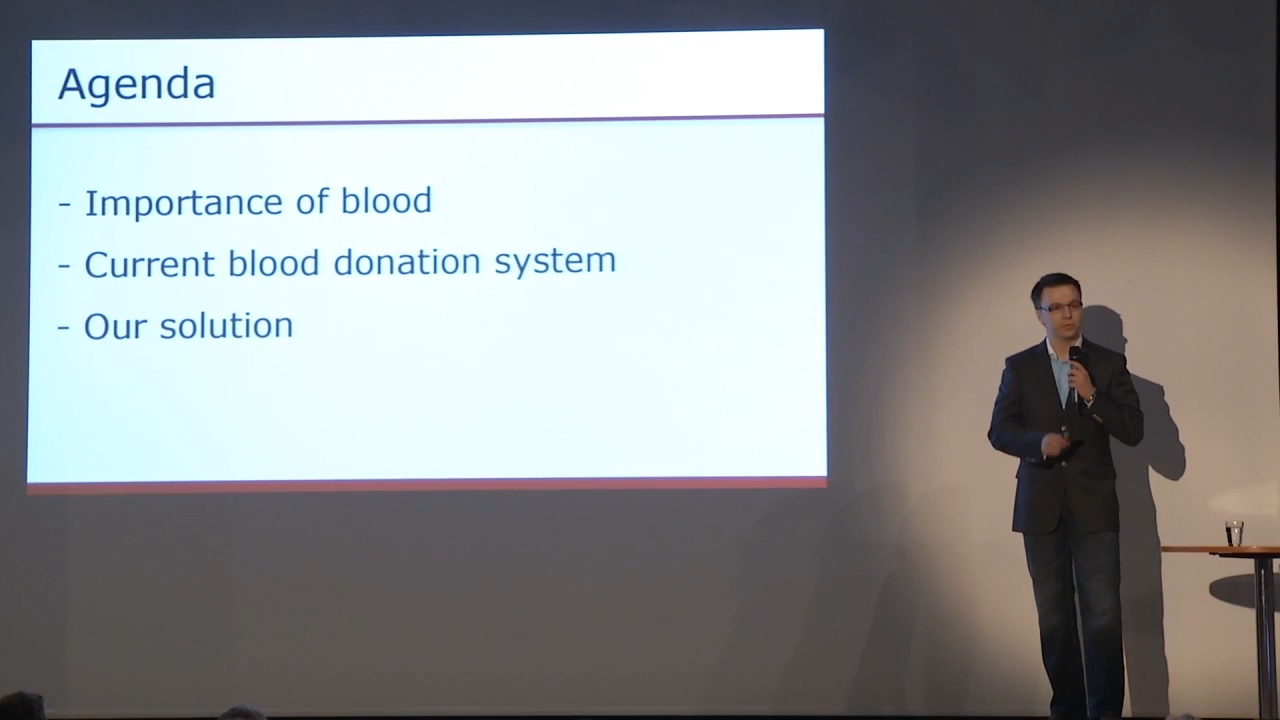 Agenda
- Importance of blood
- Current blood donation system
- Our solution